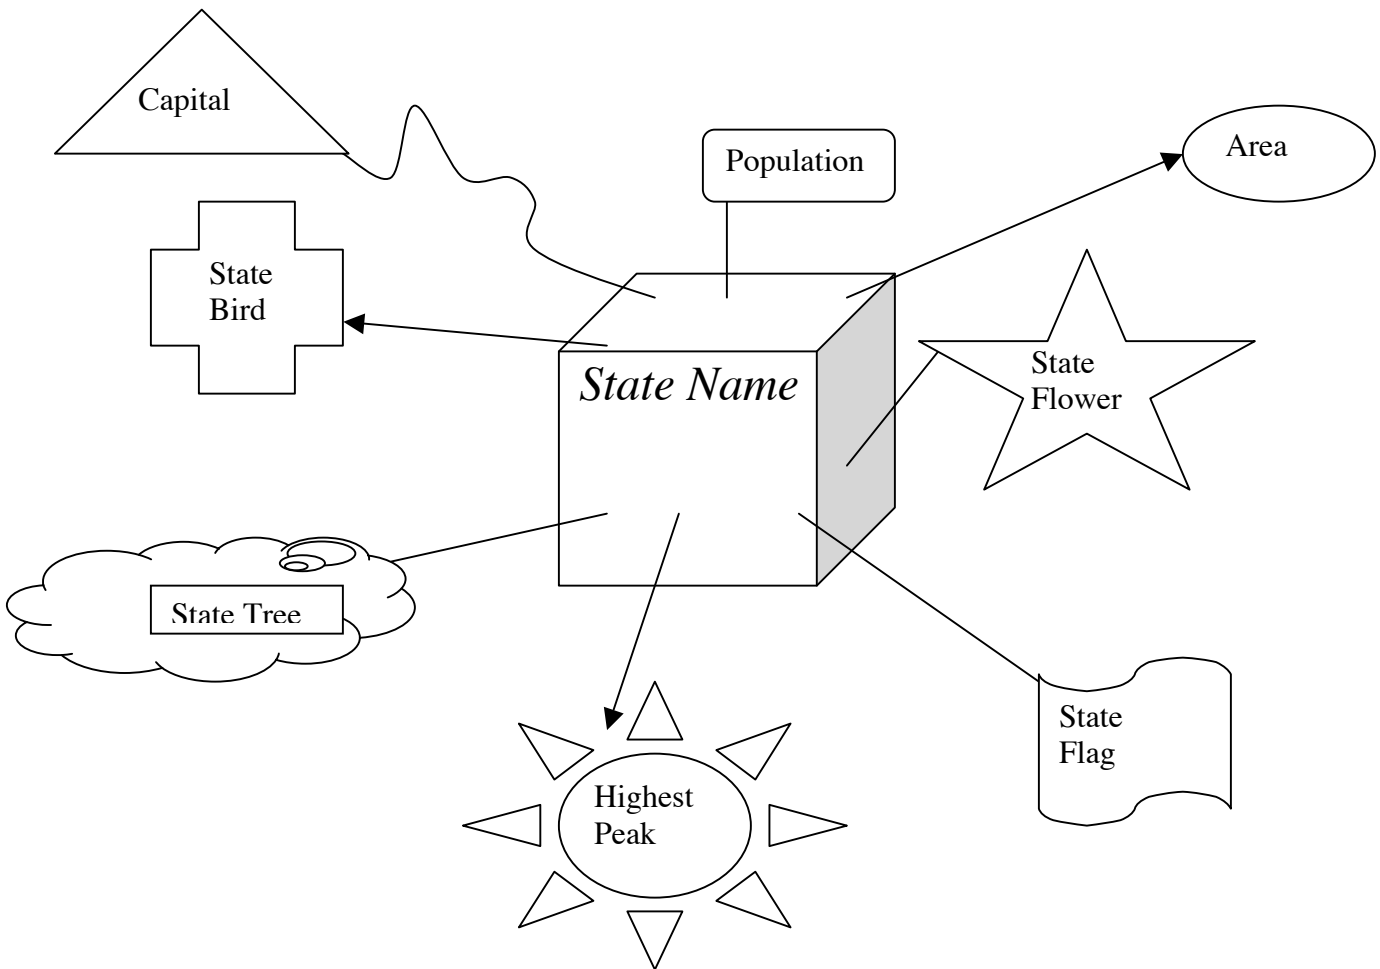 Capital
Population
Area
State
Bird
State Name
State
Flower
State Tree
State
Flag
Highest
Peak